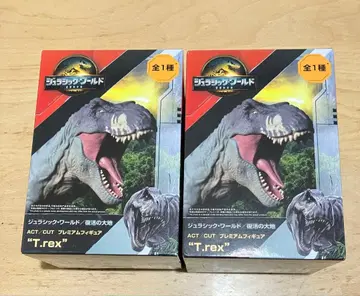 ジュラシック・ワールド
全1種
ジュラシック・ワールド/復活の大地
ACT/CUT プレミアムフィギュア
"T.rex"
ジュラシック・ワールド
全1種
ジュラシック・ワールド/復活の大地
ACT/CUT プレミアムフィギュア
"T.rex"